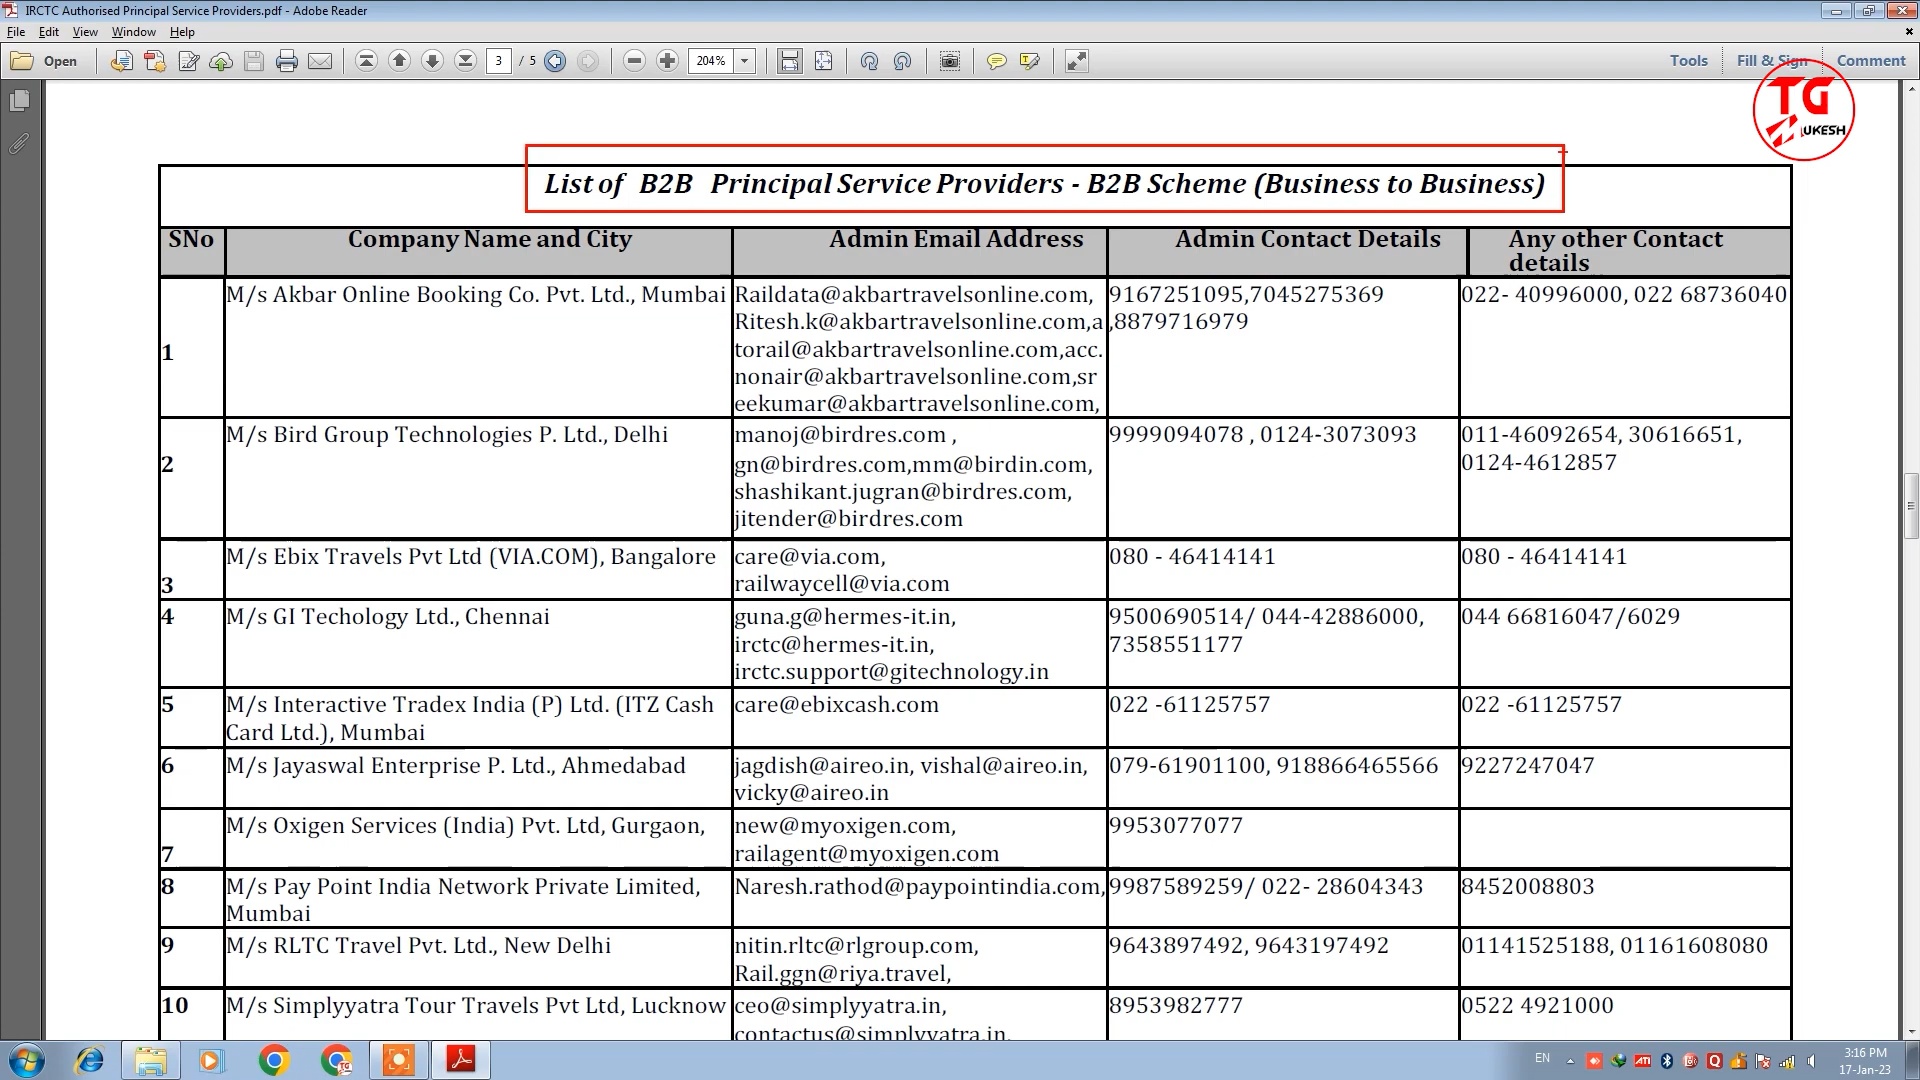 IRCTC Authorised Principal Service Providers.pdf - Adobe Reader
File Edit View Window Help
Open 3 / 5 204% Tools Fill & Sign Comment
TG
MUKESH
List of B2B Principal Service Providers - B2B Scheme (Business to Business)
SNo Company Name and City Admin Email Address Admin Contact Details Any other Contact
details
M/s Akbar Online Booking Co. Pvt. Ltd., Mumbai Raildata@akbartravelsonline.com, 9167251095,7045275369 022- 40996000, 022 68736040
Ritesh.k@akbartravelsonline.com,a ,8879716979
1 torail@akbartravelsonline.com,acc.
nonair@akbartravelsonline.com,sr
eekumar@akbartravelsonline.com,
M/s Bird Group Technologies P. Ltd., Delhi manoj@birdres.com , 9999094078 , 0124-3073093 011-46092654, 30616651,
2 gn@birdres.com,mm@birdin.com, 0124-4612857
shashikant.jugran@birdres.com,
jitender@birdres.com
M/s Ebix Travels Pvt Ltd (VIA.COM), Bangalore care@via.com, 080 - 46414141 080 - 46414141
3 railwaycell@via.com
4 M/s GI Techology Ltd., Chennai guna.g@hermes-it.in, 9500690514/ 044-42886000, 044 66816047/6029
irctc@hermes-it.in, 7358551177
irctc.support@gitechnology.in
5 M/s Interactive Tradex India (P) Ltd. (ITZ Cash care@ebixcash.com 022 -61125757 022 -61125757
Card Ltd.), Mumbai
6 M/s Jayaswal Enterprise P. Ltd., Ahmedabad jagdish@aireo.in, vishal@aireo.in, 079-61901100, 918866465566 9227247047
vicky@aireo.in
M/s Oxigen Services (India) Pvt. Ltd, Gurgaon, new@myoxigen.com, 9953077077
7 railagent@myoxigen.com
8 M/s Pay Point India Network Private Limited, Naresh.rathod@paypointindia.com, 9987589259/ 022- 28604343 8452008803
Mumbai
9 M/s RLTC Travel Pvt. Ltd., New Delhi nitin.rltc@rlgroup.com, 9643897492, 9643197492 01141525188, 01161608080
Rail.ggn@riya.travel,
10 M/s Simplyyatra Tour Travels Pvt Ltd, Lucknow ceo@simplyyatra.in, 8953982777 0522 4921000
contactus@simplyyatra.in,
EN 3:16 PM
17-Jan-23